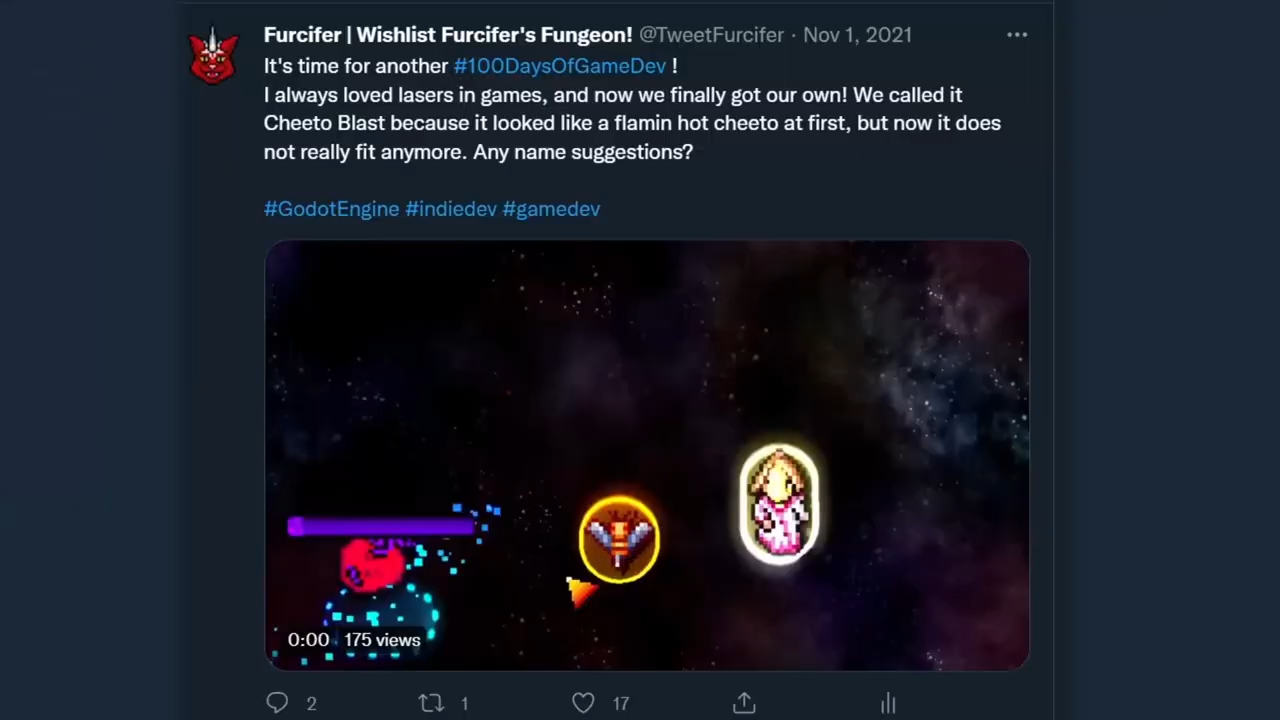 Furcifer | Wishlist Furcifer's Fungeon! @TweetFurcifer · Nov 1, 2021
It's time for another #100DaysOfGameDev !
I always loved lasers in games, and now we finally got our own! We called it
Cheeto Blast because it looked like a flamin hot cheeto at first, but now it does
not really fit anymore. Any name suggestions?
#GodotEngine #indiedev #gamedev
0:00 175 views
2 1 17